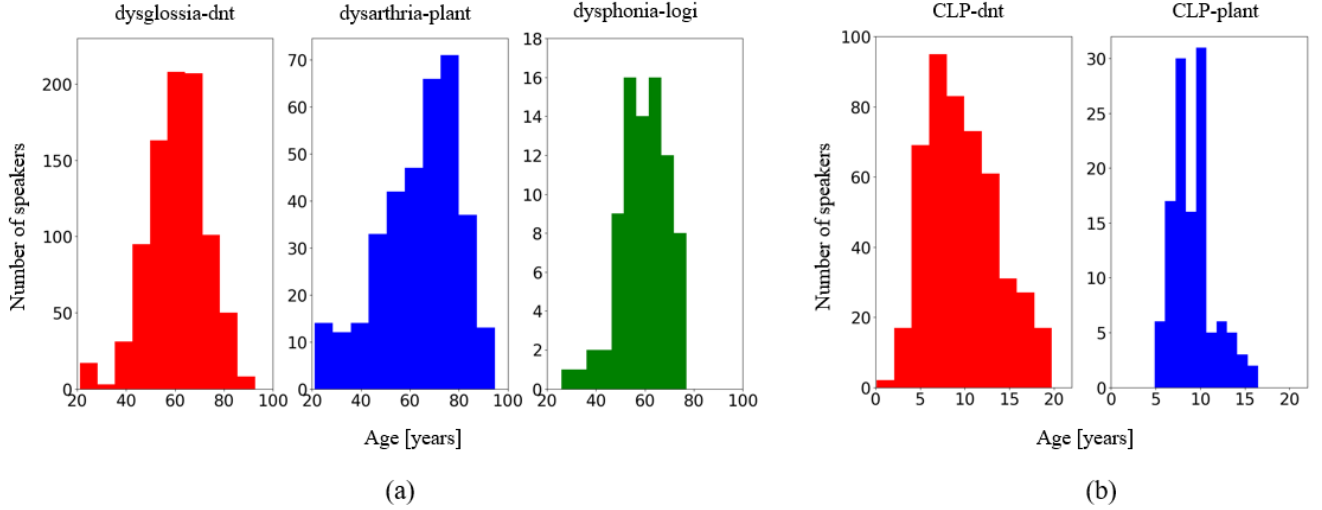 dysglossia-dnt
dysarthria-plant
dysphonia-logi
CLP-dnt
CLP-plant
Number of speakers
200
150
100
50
0
20 40 60 80 100
70
60
50
40
30
20
10
0
20 40 60 80 100
18
16
14
12
10
8
6
4
2
0
20 40 60 80 100
Age [years]
(a)
Number of speakers
100
80
60
40
20
0
0 5 10 15 20
30
25
20
15
10
5
0
0 5 10 15 20
Age [years]
(b)